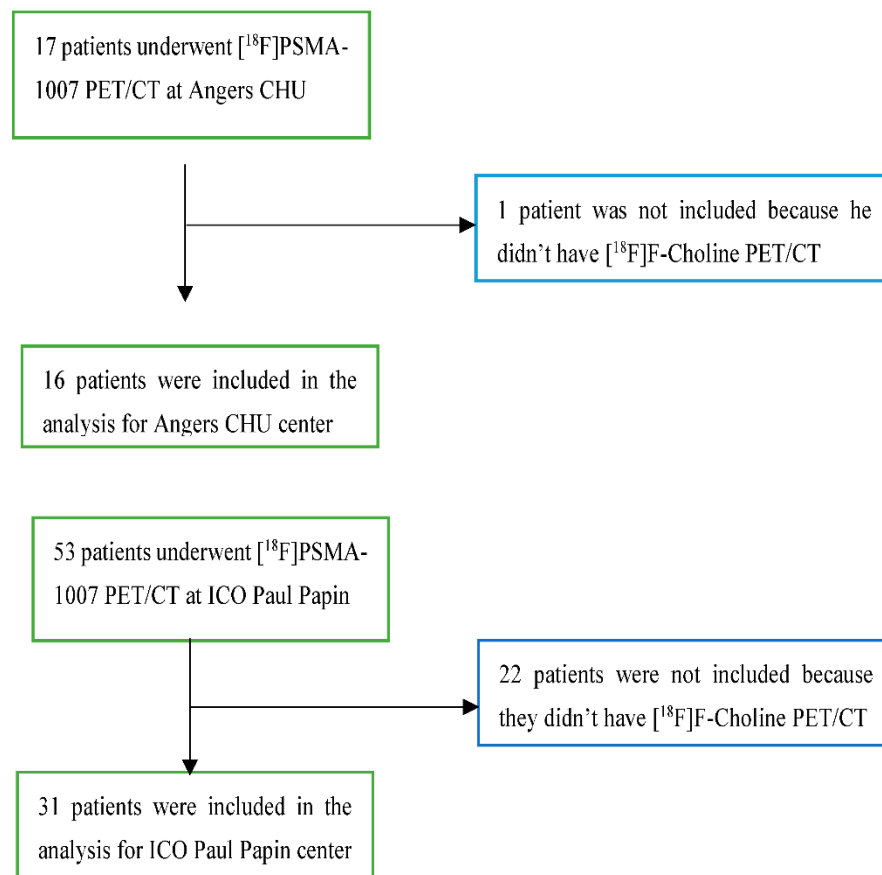 17 patients underwent [¹⁸F]PSMA-
1007 PET/CT at Angers CHU
1 patient was not included because he
didn’t have [¹⁸F]F-Choline PET/CT
16 patients were included in the
analysis for Angers CHU center
53 patients underwent [¹⁸F]PSMA-
1007 PET/CT at ICO Paul Papin
22 patients were not included because
they didn’t have [¹⁸F]F-Choline PET/CT
31 patients were included in the
analysis for ICO Paul Papin center